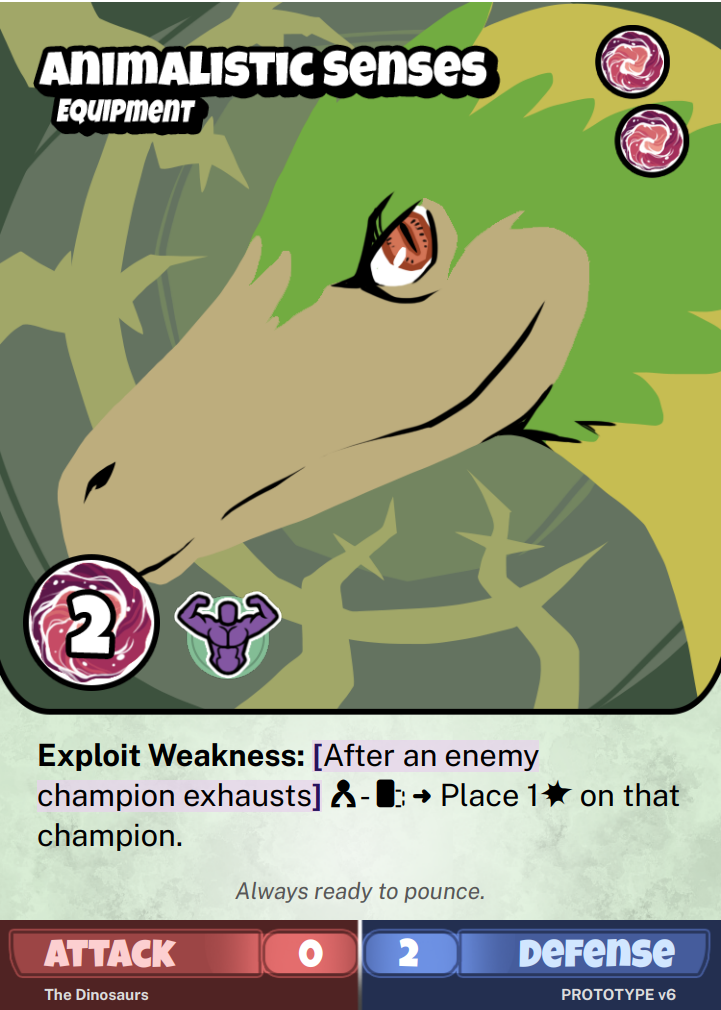 Animalistic Senses
Equipment
2
Exploit Weakness: [After an enemy
champion exhausts] - ➜ Place 1 on that
champion.
Always ready to pounce.
ATTACK 0 2 DEFENSE
The Dinosaurs PROTOTYPE v6